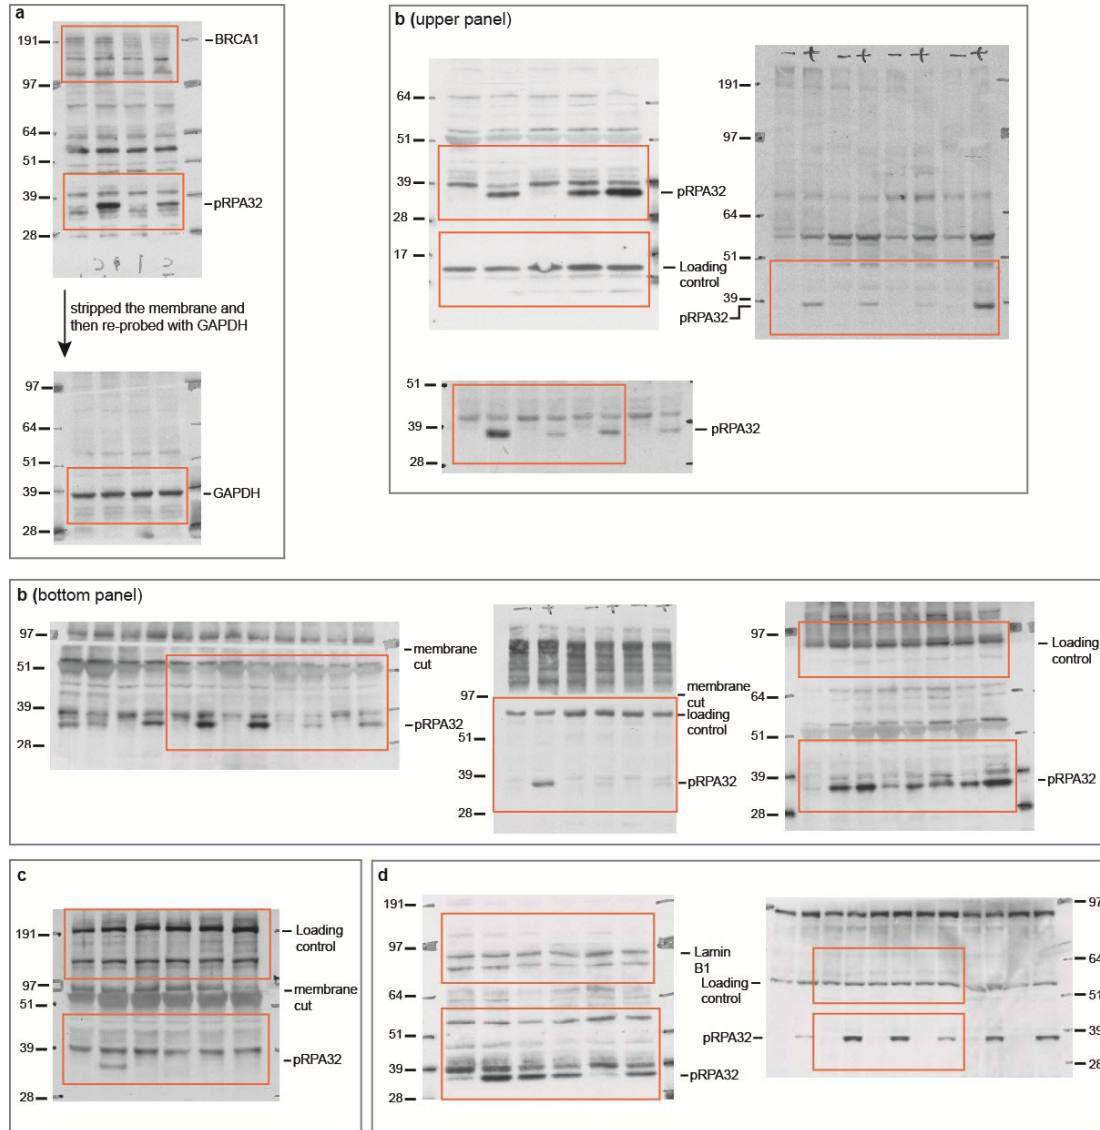 a
191
BRCA1
97
64
51
39
pRPA32
28
stripped the membrane and
then re-probed with GAPDH
97
64
51
39
GAPDH
28
b (upper panel)
64
51
39
pRPA32
28
17
Loading
control
- + - + - + - +
191
97
64
51
39
pRPA32
51
39
pRPA32
28
b (bottom panel)
97
membrane
cut
51
39
pRPA32
28
- + - + - +
97
membrane
cut
loading
control
51
39
pRPA32
28
97
Loading
control
64
51
39
pRPA32
28
c
191
Loading
control
97
membrane
cut
51
39
pRPA32
28
d
191
97
Lamin
B1
64
51
39
pRPA32
28
97
64
Loading
control
51
pRPA32
39
28